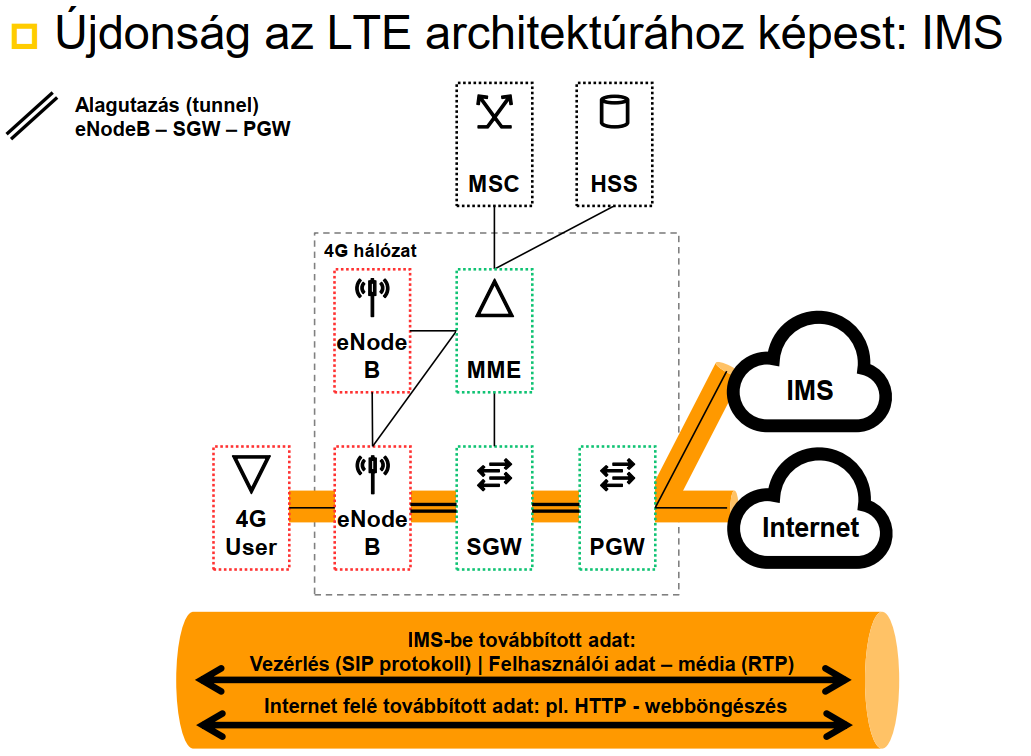 Újdonság az LTE architektúrához képest: IMS
Alagutazás (tunnel)
eNodeB – SGW – PGW
MSC
HSS
4G hálózat
eNode
B
MME
IMS
4G
User
eNode
B
SGW
PGW
Internet
IMS-be továbbított adat:
Vezérlés (SIP protokoll) | Felhasználói adat – média (RTP)
Internet felé továbbított adat: pl. HTTP - webböngészés